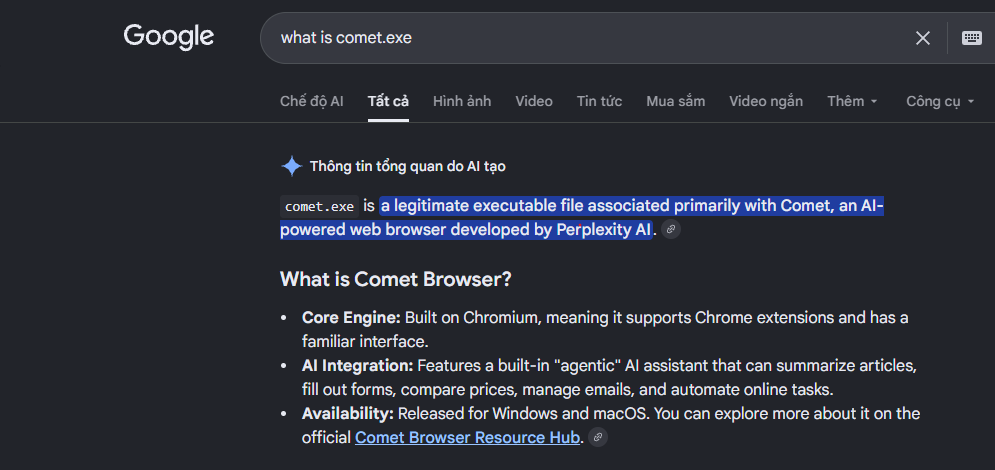 Google
what is comet.exe
Chế độ AI Tất cả Hình ảnh Video Tin tức Mua sắm Video ngắn Thêm Công cụ
Thông tin tổng quan do AI tạo
comet.exe is a legitimate executable file associated primarily with Comet, an AI-
powered web browser developed by Perplexity AI.
What is Comet Browser?
• Core Engine: Built on Chromium, meaning it supports Chrome extensions and has a
familiar interface.
• AI Integration: Features a built-in "agentic" AI assistant that can summarize articles,
fill out forms, compare prices, manage emails, and automate online tasks.
• Availability: Released for Windows and macOS. You can explore more about it on the
official Comet Browser Resource Hub.